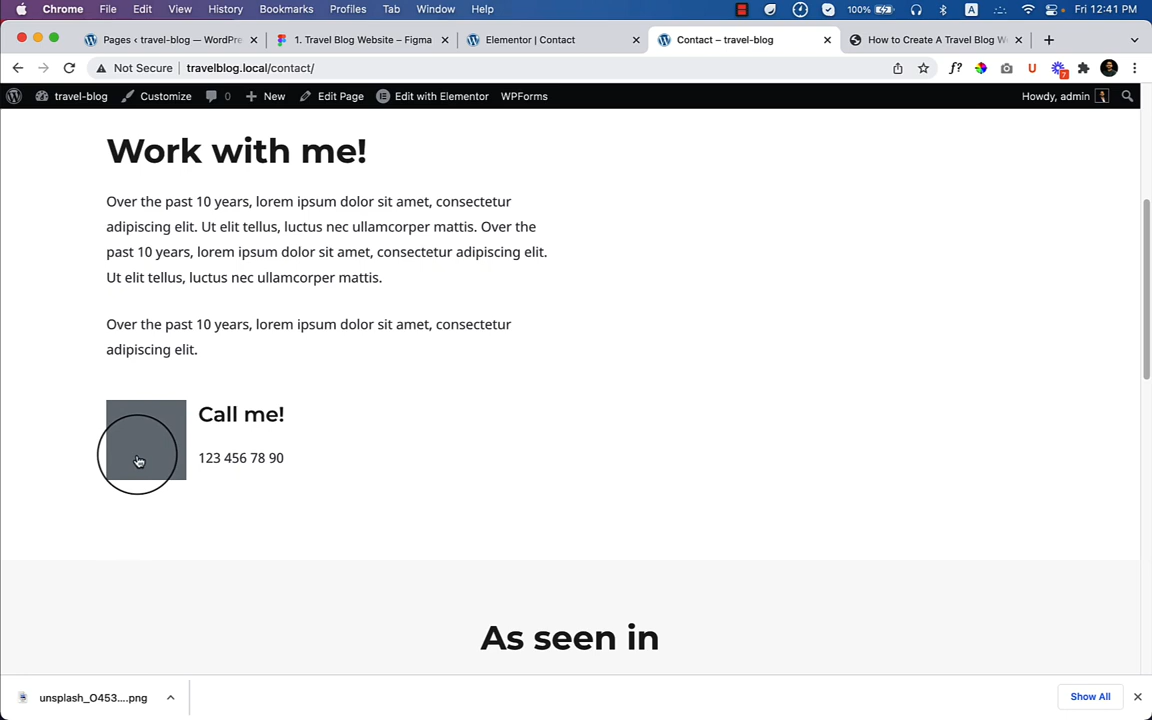 Chrome File Edit View History Bookmarks Profiles Tab Window Help 100% A Fri 12:41 PM
Pages ‹ travel-blog — WordPre 1. Travel Blog Website – Figma Elementor | Contact Contact – travel-blog How to Create A Travel Blog W
Not Secure travelblog.local/contact/ f? U 7
travel-blog Customize 0 New Edit Page Edit with Elementor WPForms Howdy, admin
Work with me!
Over the past 10 years, lorem ipsum dolor sit amet, consectetur
adipiscing elit. Ut elit tellus, luctus nec ullamcorper mattis. Over the
past 10 years, lorem ipsum dolor sit amet, consectetur adipiscing elit.
Ut elit tellus, luctus nec ullamcorper mattis.
Over the past 10 years, lorem ipsum dolor sit amet, consectetur
adipiscing elit.
Call me!
123 456 78 90
As seen in
unsplash_O453....png Show All